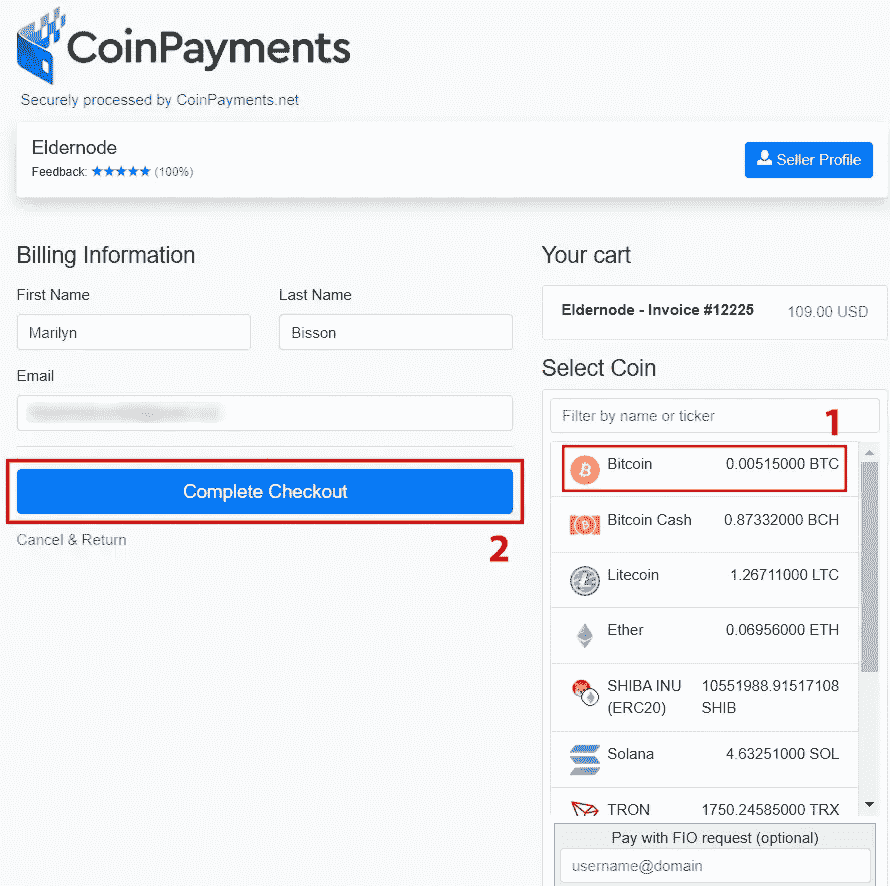 CoinPayments
Securely processed by CoinPayments.net
Eldernode
Feedback: ★★★★★ (100%)
Seller Profile
Billing Information
First Name
Last Name
Marilyn
Bisson
Email
Complete Checkout
Cancel & Return
2
Your cart
Eldernode - Invoice #12225 109.00 USD
Select Coin
Filter by name or ticker
1
Bitcoin 0.00515000 BTC
Bitcoin Cash 0.87332000 BCH
Litecoin 1.26711000 LTC
Ether 0.06956000 ETH
SHIBA INU 10551988.91517108
(ERC20) SHIB
Solana 4.63251000 SOL
TRON 1750.24585000 TRX
Pay with FIO request (optional)
username@domain